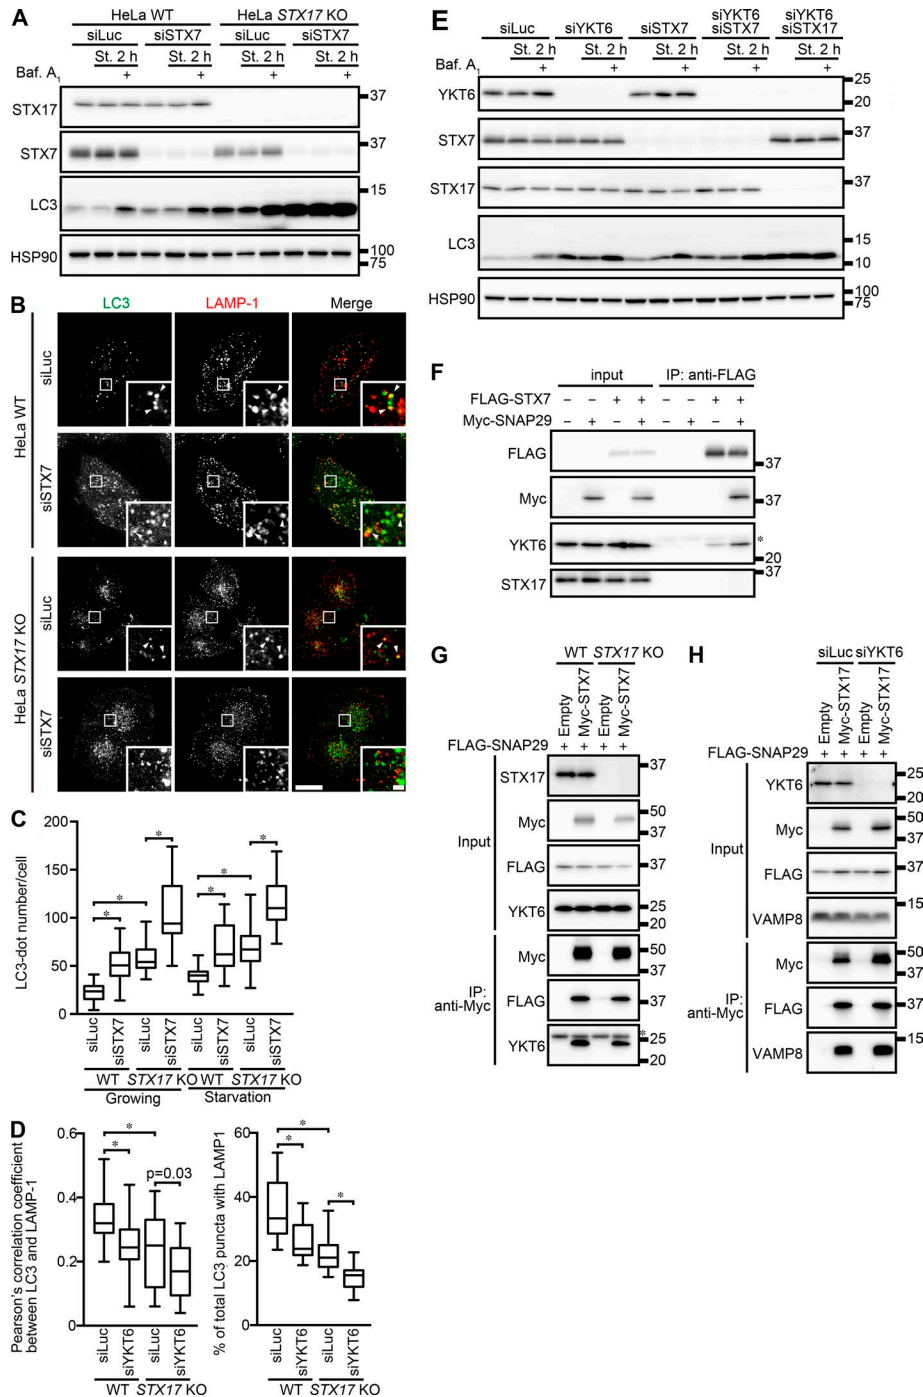 A
HeLa WT HeLa STX17 KO
siLuc siSTX7 siLuc siSTX7
St. 2 h St. 2 h St. 2 h St. 2 h
Baf. A1 + + + +
STX17 37
STX7 37
LC3 15
HSP90 100
75
B
LC3 LAMP-1 Merge
HeLa WT
siLuc
siSTX7
HeLa STX17 KO
siLuc
siSTX7
C
LC3-dot number/cell
200
150
100
50
0
* * * * * *
siLuc siSTX7 siLuc siSTX7 siLuc siSTX7 siLuc siSTX7
WT STX17 KO WT STX17 KO
Growing Starvation
D
Pearson's correlation coefficient
between LC3 and LAMP-1
0.6
0.4
0.2
0
*
*
p=0.03
siLuc siYKT6 siLuc siYKT6
WT STX17 KO
% of total LC3 puncta with LAMP1
60
40
20
0
*
*
*
siLuc siYKT6 siLuc siYKT6
WT STX17 KO
E
siYKT6 siYKT6
siLuc siYKT6 siSTX7 siSTX7 siSTX17
St. 2 h St. 2 h St. 2 h St. 2 h St. 2 h
Baf. A1 + + + + +
YKT6 25
20
STX7 37
STX17 37
LC3 15
10
HSP90 100
75
F
input IP: anti-FLAG
FLAG-STX7 – – + + – – + +
Myc-SNAP29 – + – + – + – +
FLAG 37
Myc 37
YKT6 *
20
STX17 37
G
WT STX17 KO
Empty Myc-STX7 Empty Myc-STX7
FLAG-SNAP29 + + + +
Input
STX17 37
Myc 50
37
FLAG 37
YKT6 25
20
IP:
anti-Myc
Myc 50
37
FLAG 37
YKT6 *
25
20
H
siLuc siYKT6
Empty Myc-STX17 Empty Myc-STX17
FLAG-SNAP29 + + + +
Input
YKT6 25
20
Myc 50
37
FLAG 37
VAMP8 15
IP:
anti-Myc
Myc 50
37
FLAG 37
VAMP8 15